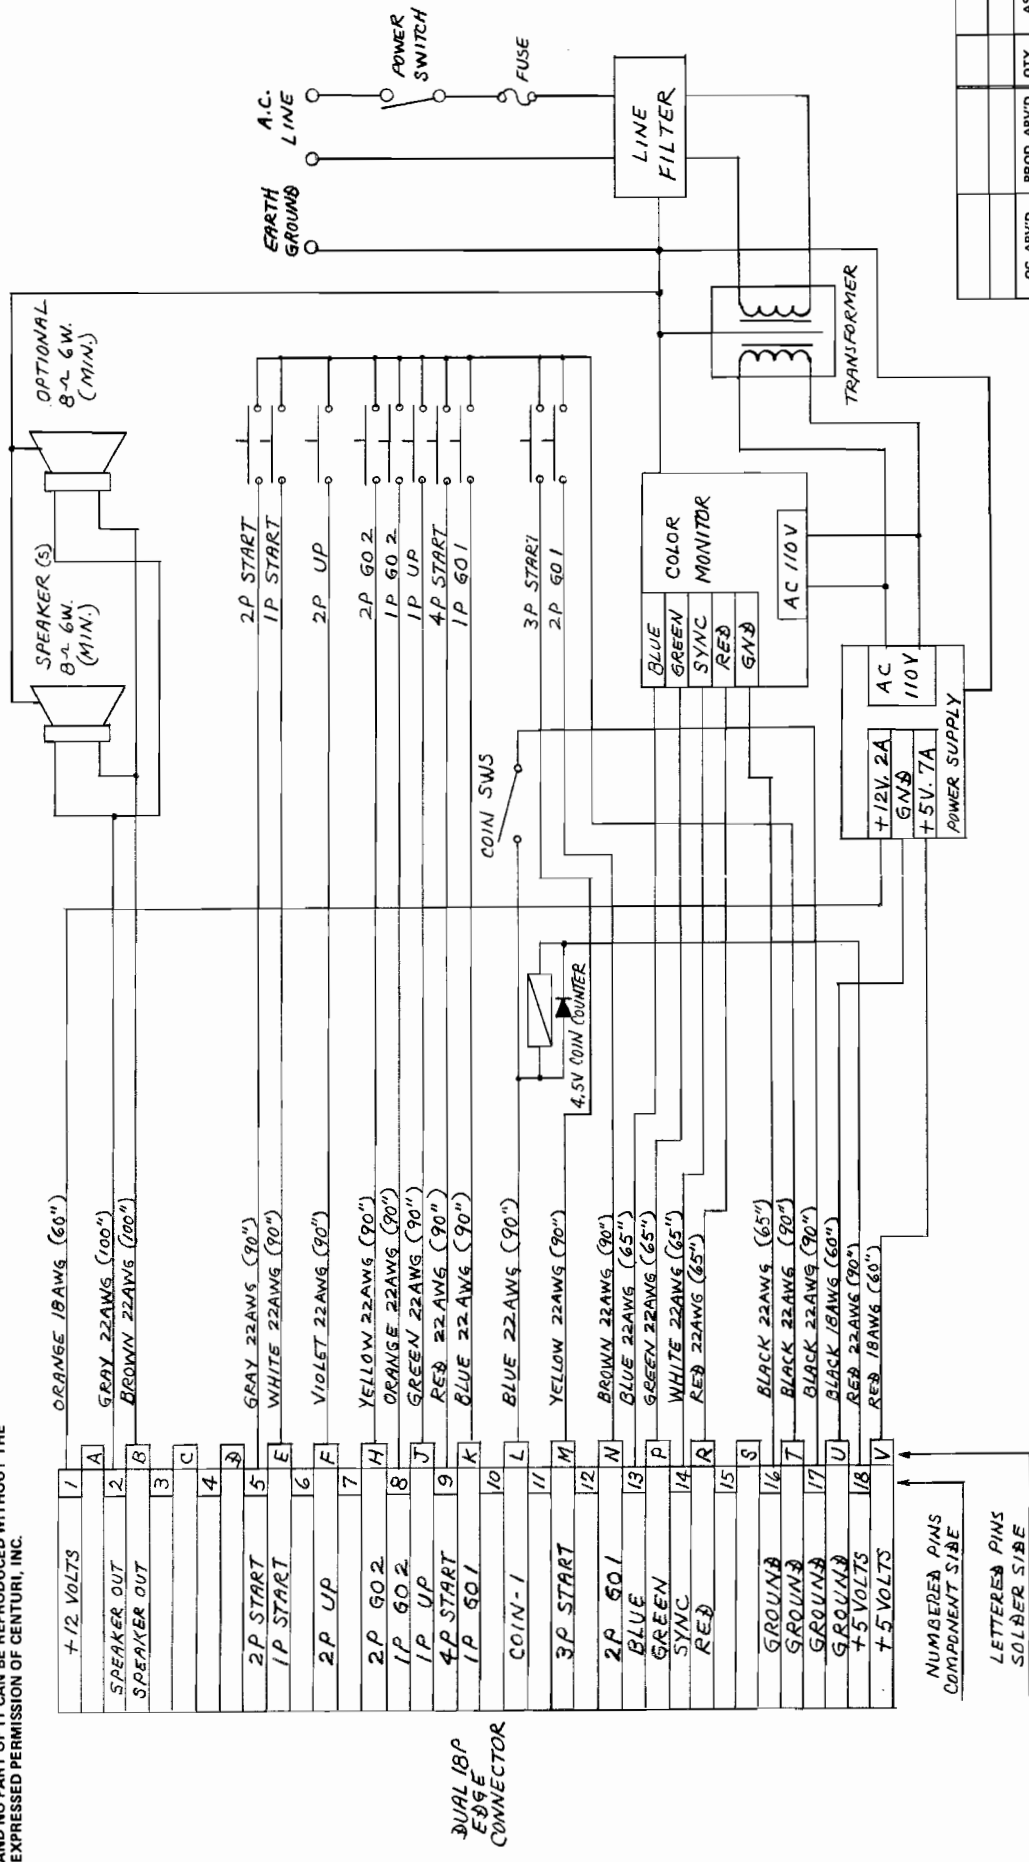 AND NO PART OF IT CAN BE REPRODUCED WITHOUT THE
EXPRESSED PERMISSION OF CENTURI, INC.
A.C.
LINE
POWER
SWITCH
FUSE
EARTH
GROUND
LINE
FILTER
TRANSFORMER
OPTIONAL
8Ω 6W.
(MIN.)
SPEAKER (S)
8Ω 6W.
(MIN.)
2P START
1P START
2P UP
2P GO 2
1P GO 2
1P UP
4P START
1P GO 1
3P START
2P GO 1
COIN SWS
COLOR
MONITOR
AC 110V
BLUE
GREEN
SYNC
RED
GND
AC
110V
+12V. 2A
GND
+5V. 7A
POWER SUPPLY
4.5V COIN COUNTER
ORANGE 18AWG (60")
GRAY 22AWG (100")
BROWN 22AWG (100")
GRAY 22AWG (90")
WHITE 22AWG (90")
VIOLET 22AWG (90")
YELLOW 22AWG (90")
ORANGE 22AWG (90")
GREEN 22AWG (90")
RED 22AWG (90")
BLUE 22AWG (90")
BLUE 22AWG (90")
YELLOW 22AWG (90")
BROWN 22AWG (90")
BLUE 22AWG (65")
GREEN 22AWG (65")
WHITE 22AWG (65")
RED 22AWG (65")
BLACK 22AWG (65")
BLACK 22AWG (90")
BLACK 22AWG (90")
BLACK 18AWG (60")
RED 22AWG (90")
RED 18AWG (60")
1
A
2
B
3
C
4
D
5
E
6
F
7
H
8
J
9
K
10
L
11
M
12
N
13
P
14
R
15
S
16
T
17
U
18
V
+12 VOLTS
SPEAKER OUT
SPEAKER OUT
2P START
1P START
2P UP
2P GO 2
1P GO 2
1P UP
4P START
1P GO 1
COIN-1
3P START
2P GO 1
BLUE
GREEN
SYNC
RED
GROUND
GROUND
GROUND
GROUND
+5 VOLTS
+5 VOLTS
DUAL 18P
EDGE
CONNECTOR
NUMBERED PINS
COMPONENT SIDE
LETTERED PINS
SOLDER SIDE
PROD. APV'D
QTY